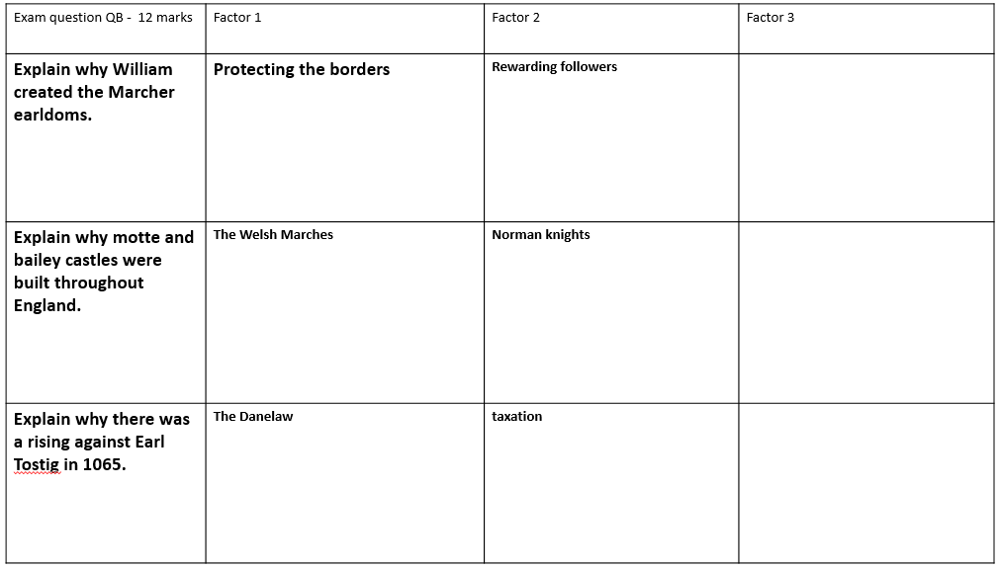 Exam question QB - 12 marks
Factor 1
Factor 2
Factor 3
Explain why William
created the Marcher
earldoms.
Protecting the borders
Rewarding followers
Explain why motte and
bailey castles were
built throughout
England.
The Welsh Marches
Norman knights
Explain why there was
a rising against Earl
Tostig in 1065.
The Danelaw
taxation